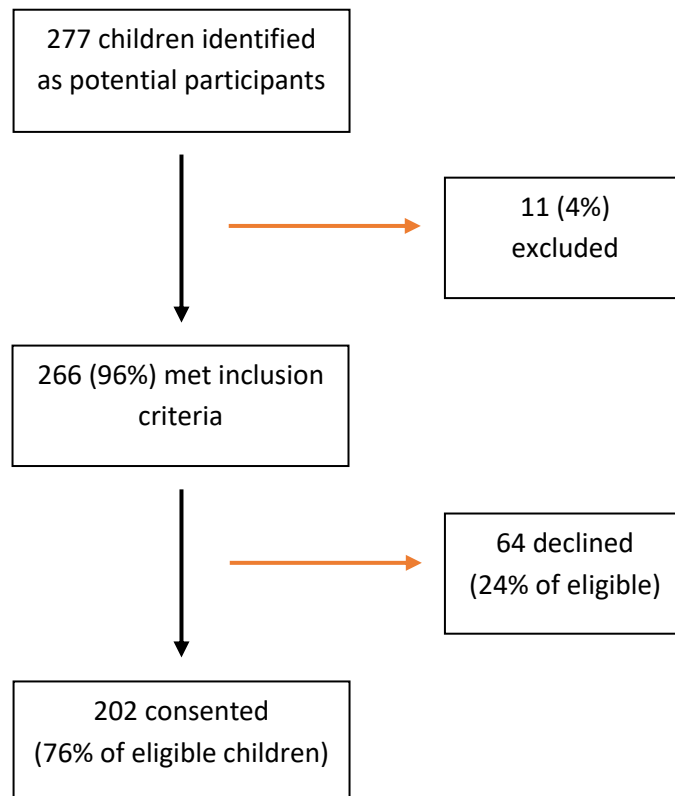 277 children identified
as potential participants
11 (4%)
excluded
266 (96%) met inclusion
criteria
64 declined
(24% of eligible)
202 consented
(76% of eligible children)